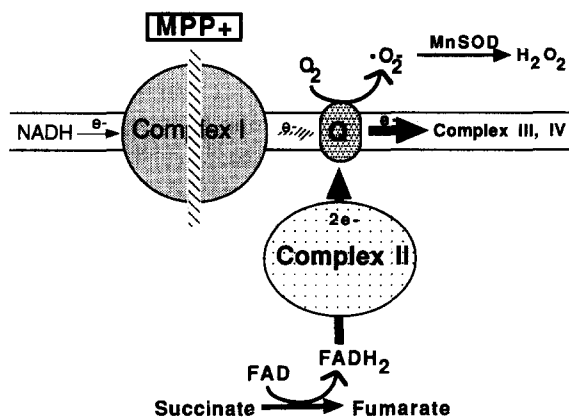 MPP+
O2
·O2-
MnSOD
H2O2
NADH
e-
Complex I
e-
Q
e-
Complex III, IV
2e-
Complex II
FAD
FADH2
Succinate
Fumarate